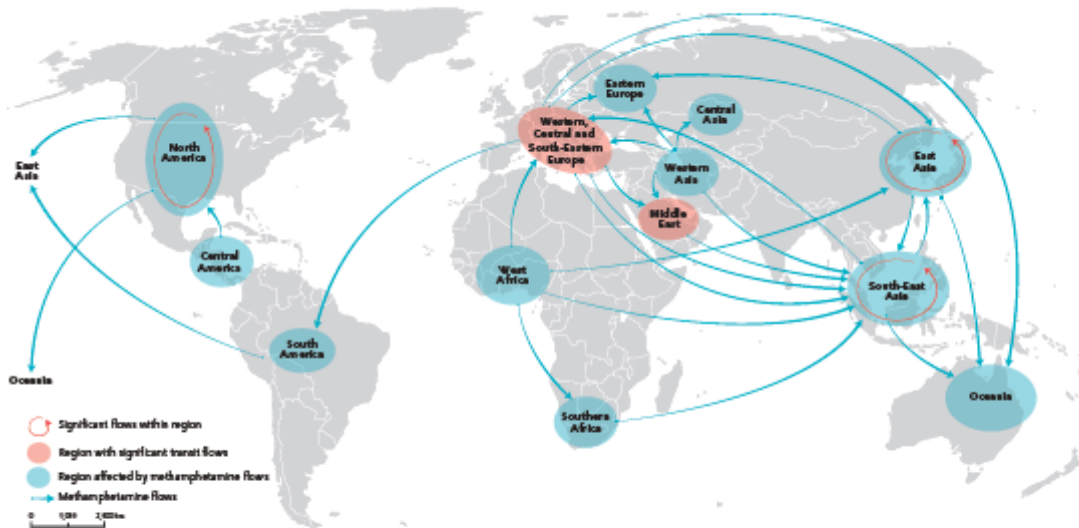 Eastern
Europe
Central
Asia
Western,
Central and
South-Eastern
Europe
North
America
East
Asia
East
Asia
Western
Asia
Middle
East
Central
America
West
Africa
South-East
Asia
South
America
Oceania
Oceania
Southern
Africa
Significant flows within region
Region with significant transit flows
Region affected by methamphetamine flows
Methamphetamine flows
0